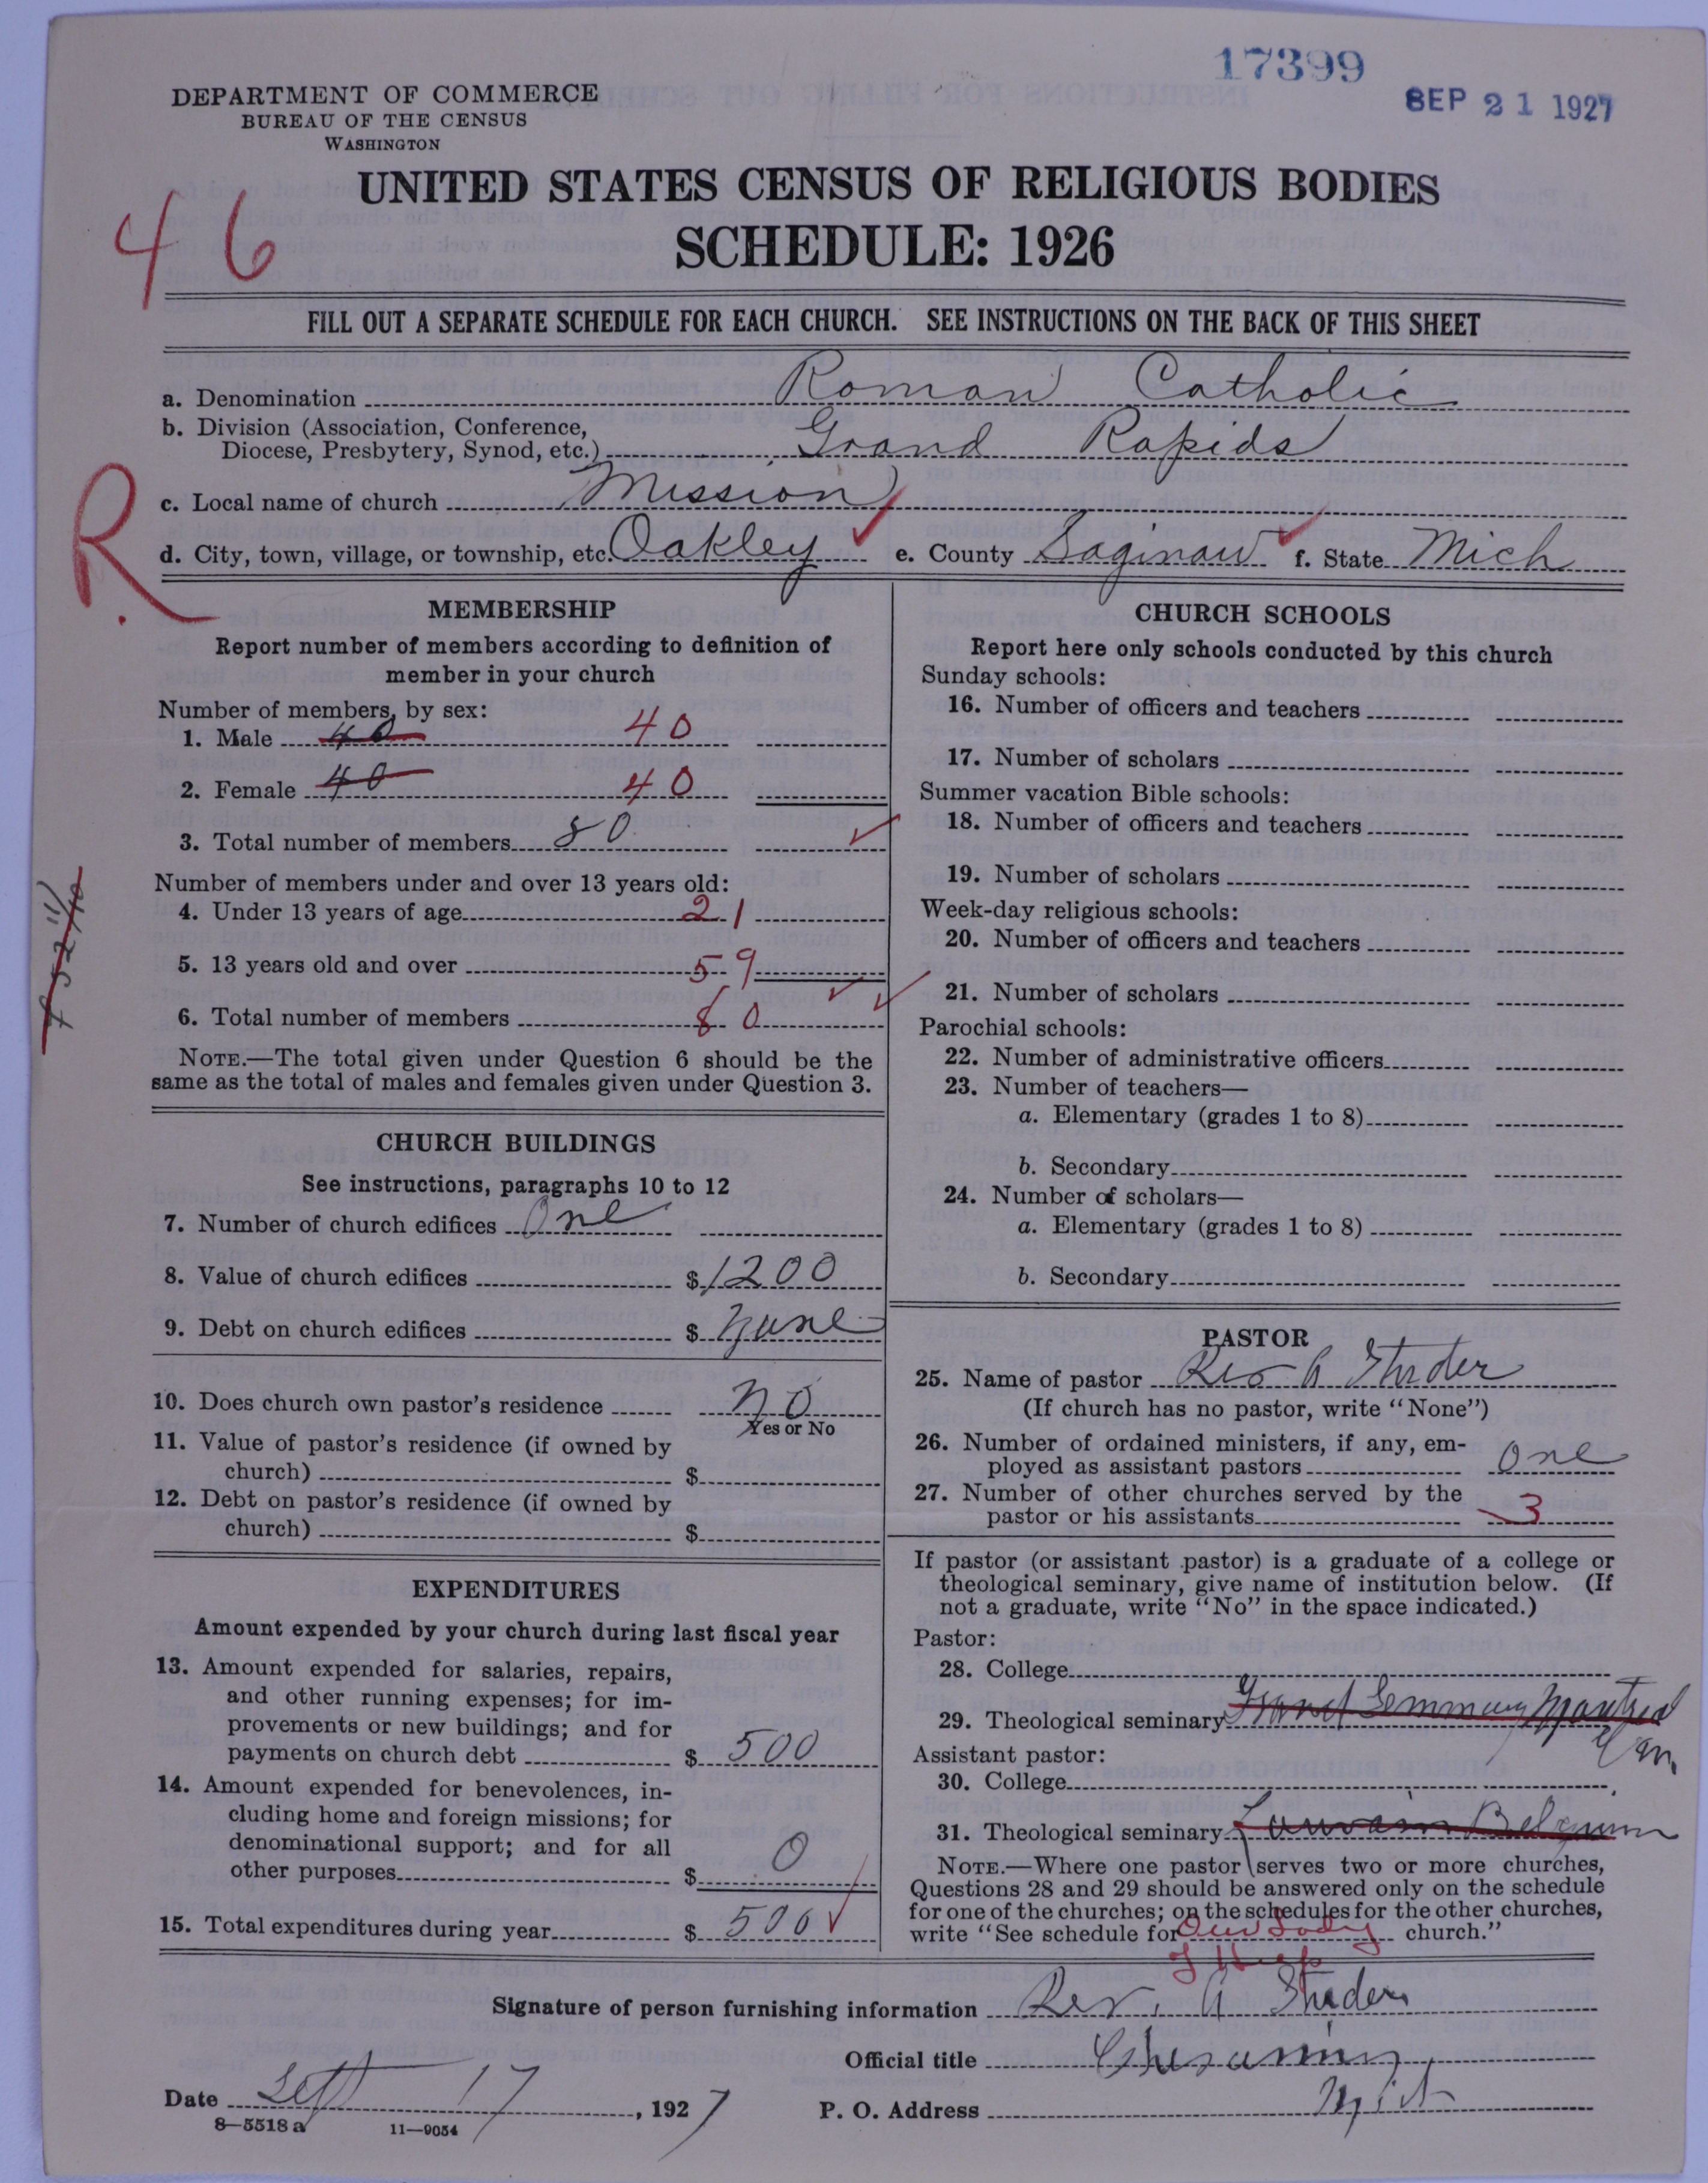 17399
SEP 21 1927
DEPARTMENT OF COMMERCE
BUREAU OF THE CENSUS
WASHINGTON
UNITED STATES CENSUS OF RELIGIOUS BODIES
SCHEDULE: 1926
46
FILL OUT A SEPARATE SCHEDULE FOR EACH CHURCH. SEE INSTRUCTIONS ON THE BACK OF THIS SHEET
a. Denomination Roman Catholic
b. Division (Association, Conference,
Diocese, Presbytery, Synod, etc.) Grand Rapids
c. Local name of church Mission
R.
d. City, town, village, or township, etc. Oakley e. County Saginaw f. State Mich
MEMBERSHIP
Report number of members according to definition of
member in your church
Number of members, by sex:
1. Male 40 40
2. Female 40 40
3. Total number of members 80
Number of members under and over 13 years old:
4. Under 13 years of age 21
5. 13 years old and over 59
6. Total number of members 80
NOTE.—The total given under Question 6 should be the
same as the total of males and females given under Question 3.
CHURCH BUILDINGS
See instructions, paragraphs 10 to 12
7. Number of church edifices One
8. Value of church edifices $1200
9. Debt on church edifices $
10. Does church own pastor's residence No
Yes or No
11. Value of pastor's residence (if owned by
church) $
12. Debt on pastor's residence (if owned by
church) $
EXPENDITURES
Amount expended by your church during last fiscal year
13. Amount expended for salaries, repairs,
and other running expenses; for im-
provements or new buildings; and for
payments on church debt $ 500
14. Amount expended for benevolences, in-
cluding home and foreign missions; for
denominational support; and for all
other purposes $ 0
15. Total expenditures during year $ 500
CHURCH SCHOOLS
Report here only schools conducted by this church
Sunday schools:
16. Number of officers and teachers
17. Number of scholars
Summer vacation Bible schools:
18. Number of officers and teachers
19. Number of scholars
Week-day religious schools:
20. Number of officers and teachers
21. Number of scholars
Parochial schools:
22. Number of administrative officers
23. Number of teachers—
a. Elementary (grades 1 to 8)
b. Secondary
24. Number of scholars—
a. Elementary (grades 1 to 8)
b. Secondary
PASTOR
25. Name of pastor Rev A Studer
(If church has no pastor, write "None")
26. Number of ordained ministers, if any, em-
ployed as assistant pastors One
27. Number of other churches served by the
pastor or his assistants 3
If pastor (or assistant pastor) is a graduate of a college or
theological seminary, give name of institution below. (If
not a graduate, write "No" in the space indicated.)
Pastor:
28. College
29. Theological seminary Grand Seminary Montreal
Can.
Assistant pastor:
30. College
31. Theological seminary Louvain Belgium
NOTE.—Where one pastor serves two or more churches,
Questions 28 and 29 should be answered only on the schedule
for one of the churches; on the schedules for the other churches,
write "See schedule for Our Lady church."
Signature of person furnishing information Rev. A Studer
Official title Chesaning
Date Sept 17, 1927 P. O. Address Mich
8—5518 a 11—9054